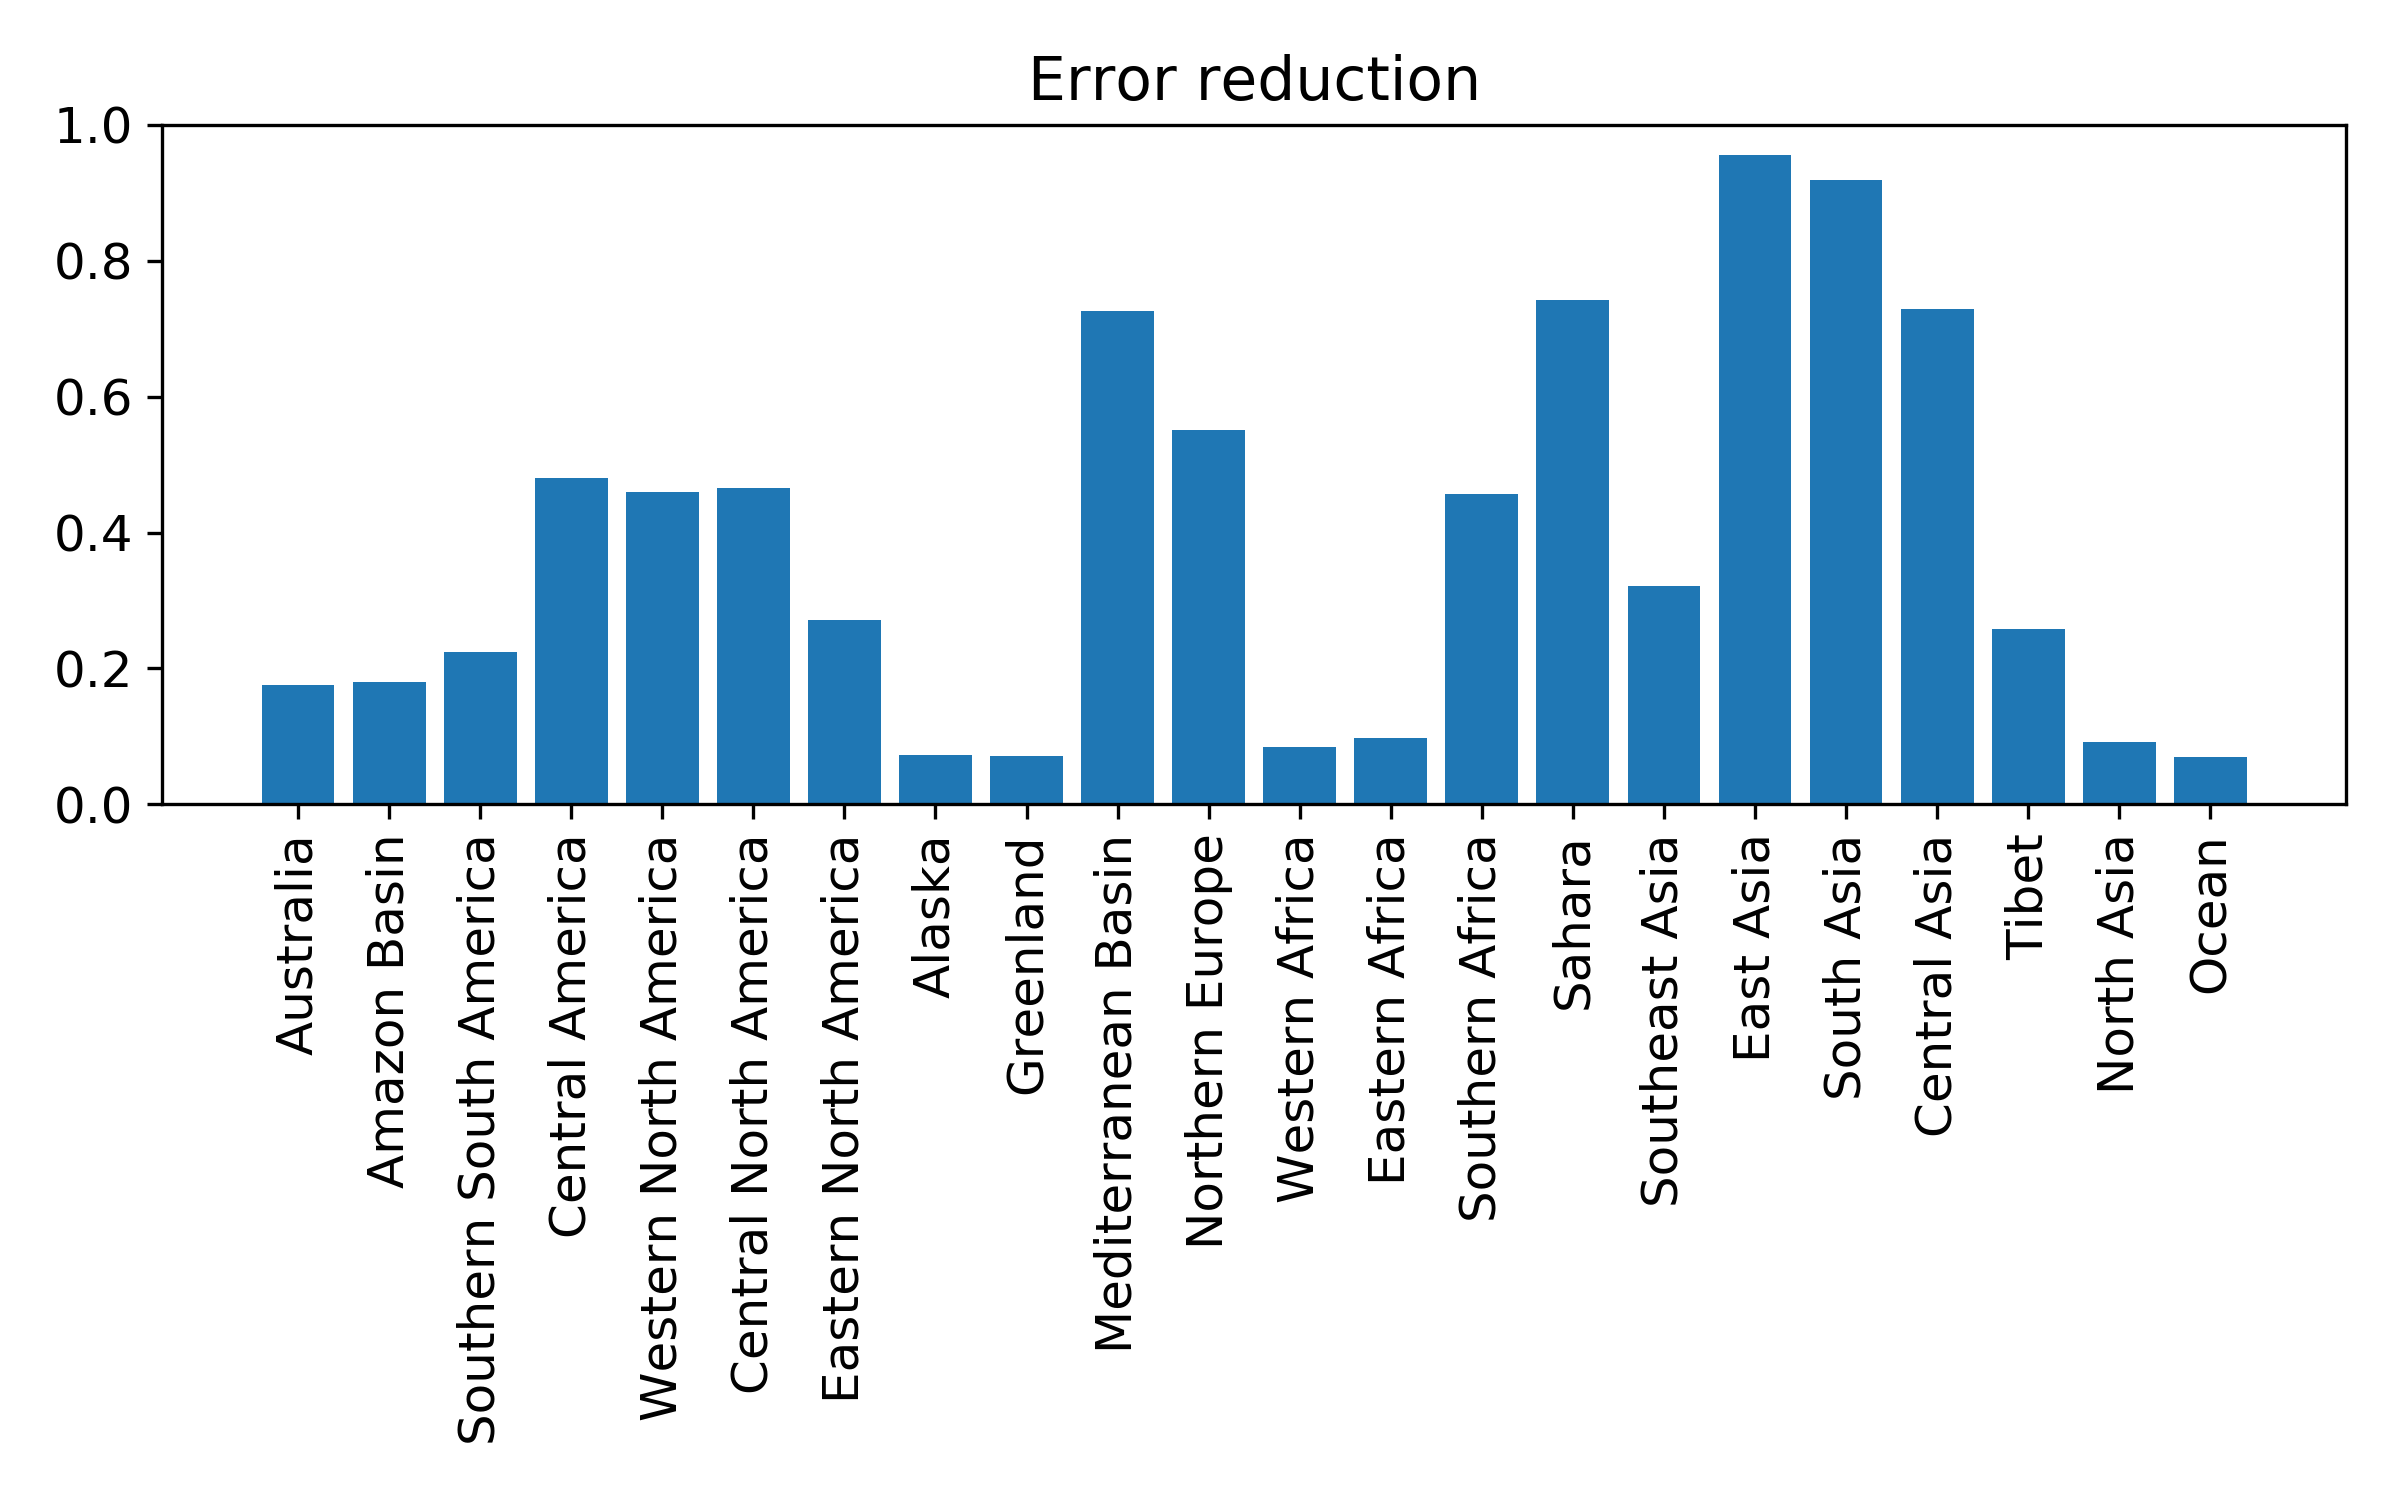 Error reduction
1.0
0.8
0.6
0.4
0.2
0.0
Australia
Amazon Basin
Southern South America
Central America
Western North America
Central North America
Eastern North America
Alaska
Greenland
Mediterranean Basin
Northern Europe
Western Africa
Eastern Africa
Southern Africa
Sahara
Southeast Asia
East Asia
South Asia
Central Asia
Tibet
North Asia
Ocean